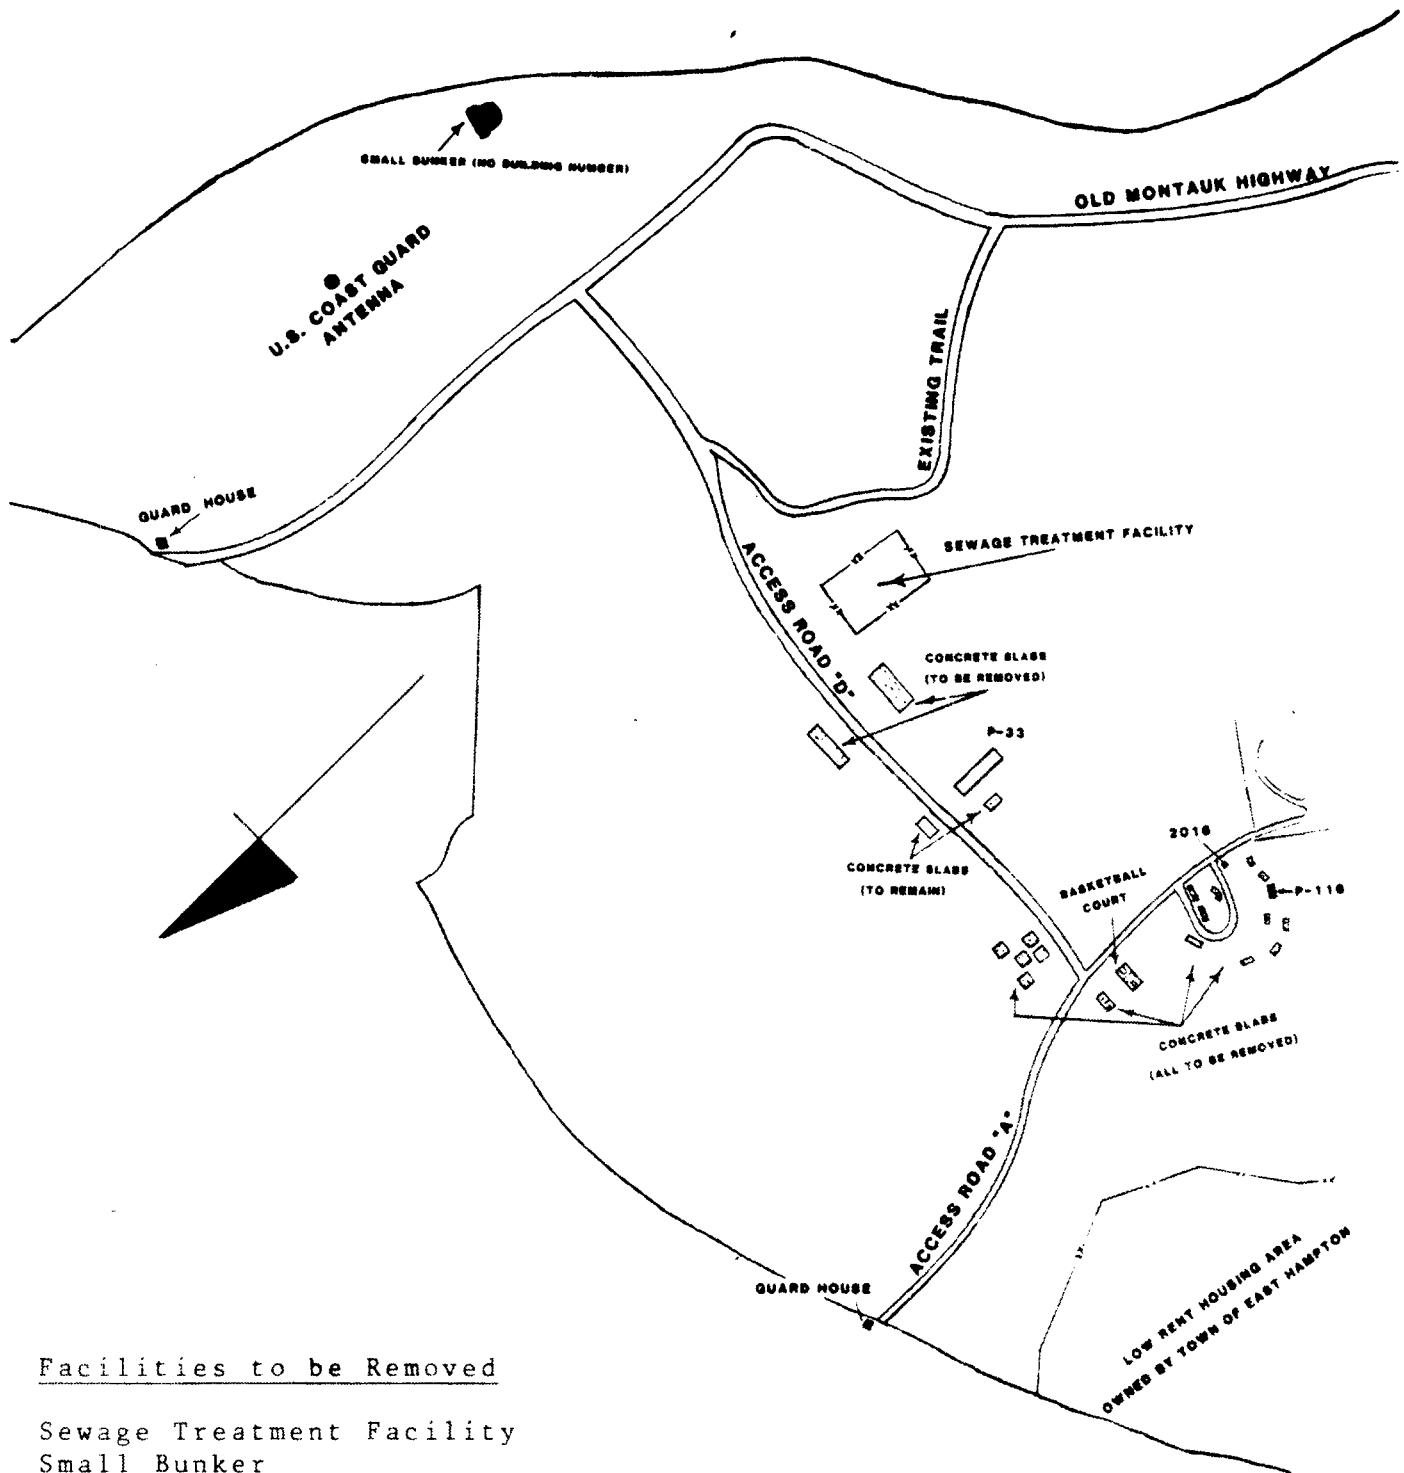 SMALL BUNKER (NO BUILDING NUMBER)
OLD MONTAUK HIGHWAY
U.S. COAST GUARD
ANTENNA
EXISTING TRAIL
GUARD HOUSE
SEWAGE TREATMENT FACILITY
ACCESS ROAD "D"
CONCRETE SLABS
(TO BE REMOVED)
P-33
2016
CONCRETE SLABS
(TO REMAIN)
BASKETBALL
COURT
P-116
CONCRETE SLABS
(ALL TO BE REMOVED)
ACCESS ROAD "A"
GUARD HOUSE
LOW RENT HOUSING AREA
OWNED BY TOWN OF EAST HAMPTON
Facilities to be Removed
Sewage Treatment Facility
Small Bunker